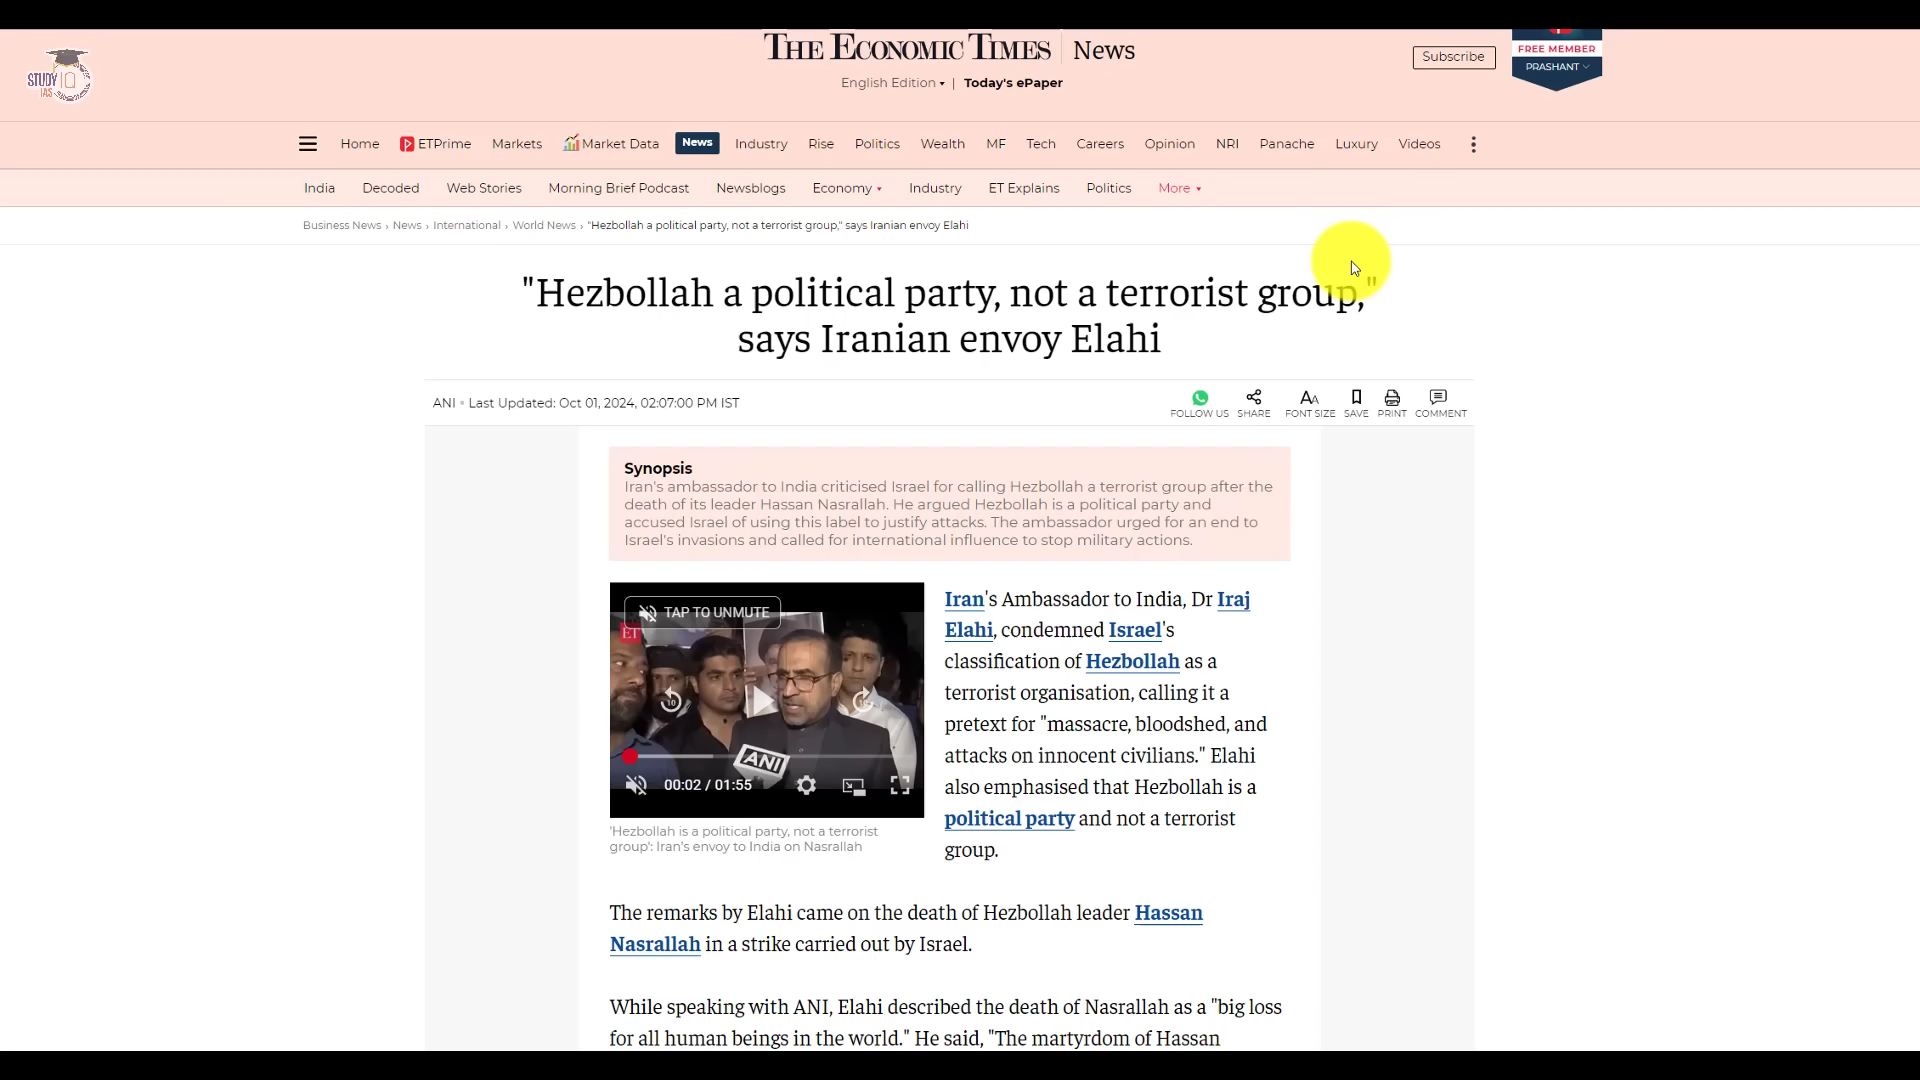 THE ECONOMIC TIMES | News
English Edition | Today's ePaper
Subscribe
FREE MEMBER
PRASHANT
STUDY IQ
IAS
Home ETPrime Markets Market Data News Industry Rise Politics Wealth MF Tech Careers Opinion NRI Panache Luxury Videos
India Decoded Web Stories Morning Brief Podcast Newsblogs Economy Industry ET Explains Politics More
Business News › News › International › World News › "Hezbollah a political party, not a terrorist group," says Iranian envoy Elahi
"Hezbollah a political party, not a terrorist group,"
says Iranian envoy Elahi
ANI Last Updated: Oct 01, 2024, 02:07:00 PM IST
FOLLOW US SHARE FONT SIZE SAVE PRINT COMMENT
Synopsis
Iran's ambassador to India criticised Israel for calling Hezbollah a terrorist group after the
death of its leader Hassan Nasrallah. He argued Hezbollah is a political party and
accused Israel of using this label to justify attacks. The ambassador urged for an end to
Israel's invasions and called for international influence to stop military actions.
TAP TO UNMUTE
ET
10 10
ANI
00:02 / 01:55
'Hezbollah is a political party, not a terrorist
group': Iran's envoy to India on Nasrallah
Iran's Ambassador to India, Dr Iraj
Elahi, condemned Israel's
classification of Hezbollah as a
terrorist organisation, calling it a
pretext for "massacre, bloodshed, and
attacks on innocent civilians." Elahi
also emphasised that Hezbollah is a
political party and not a terrorist
group.
The remarks by Elahi came on the death of Hezbollah leader Hassan
Nasrallah in a strike carried out by Israel.
While speaking with ANI, Elahi described the death of Nasrallah as a "big loss
for all human beings in the world." He said, "The martyrdom of Hassan